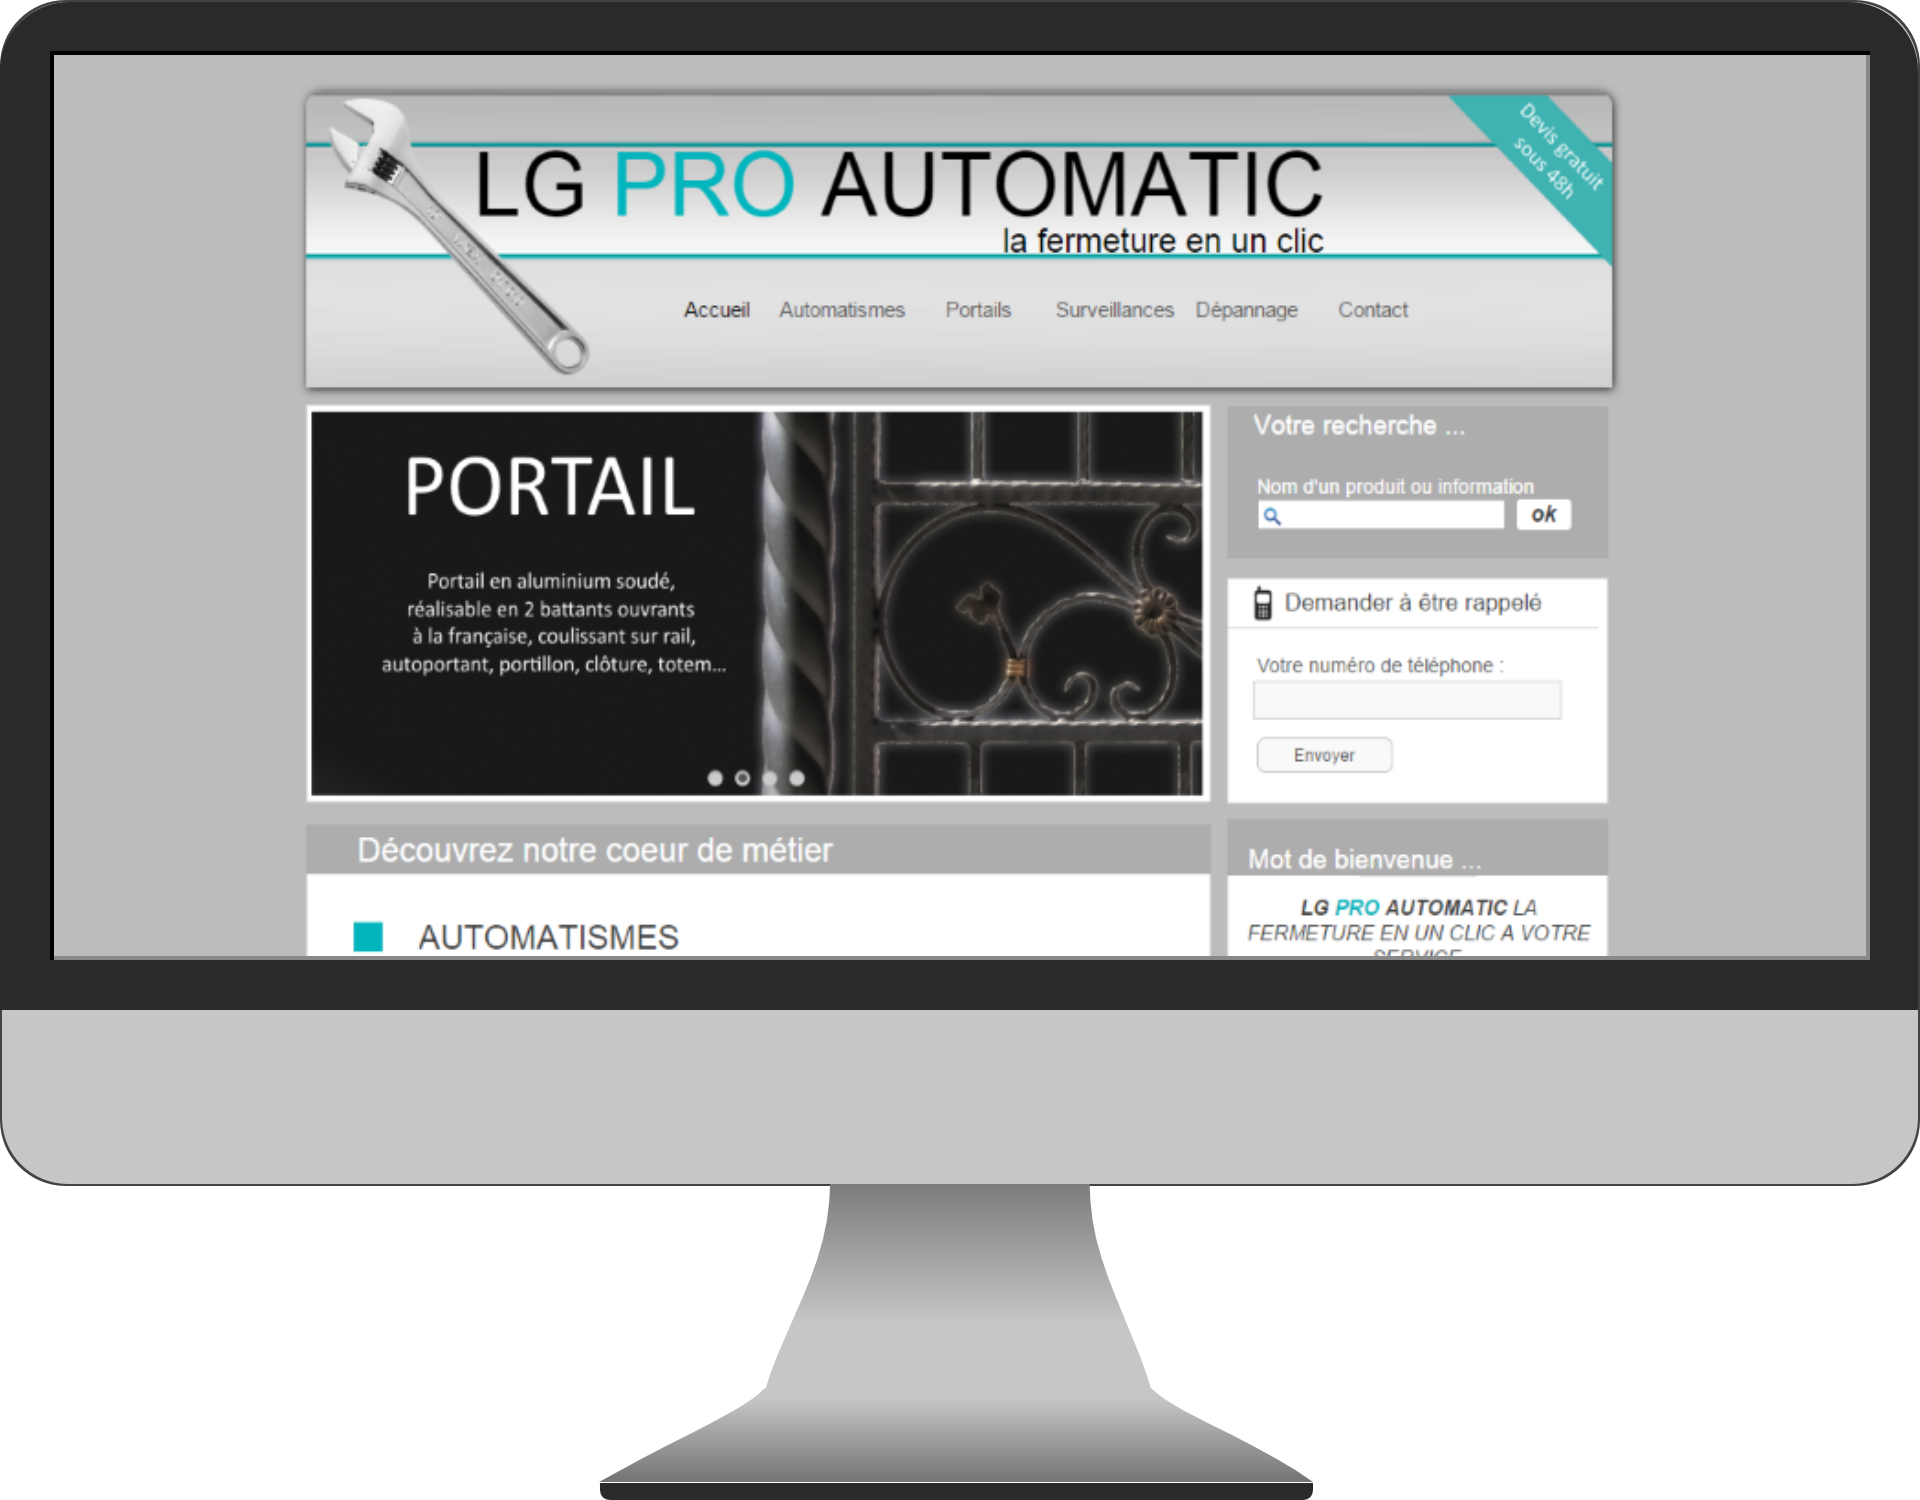 LG PRO AUTOMATIC
la fermeture en un clic
Devis gratuit
sous 48h
Accueil Automatismes Portails Surveillances Dépannage Contact
PORTAIL
Portail en aluminium soudé,
réalisable en 2 battants ouvrants
à la française, coulissant sur rail,
autoportant, portillon, clôture, totem...
Votre recherche ...
Nom d'un produit ou information
ok
Demander à être rappelé
Votre numéro de téléphone :
Envoyer
Découvrez notre coeur de métier
AUTOMATISMES
Mot de bienvenue ...
LG PRO AUTOMATIC LA
FERMETURE EN UN CLIC A VOTRE
SERVICE